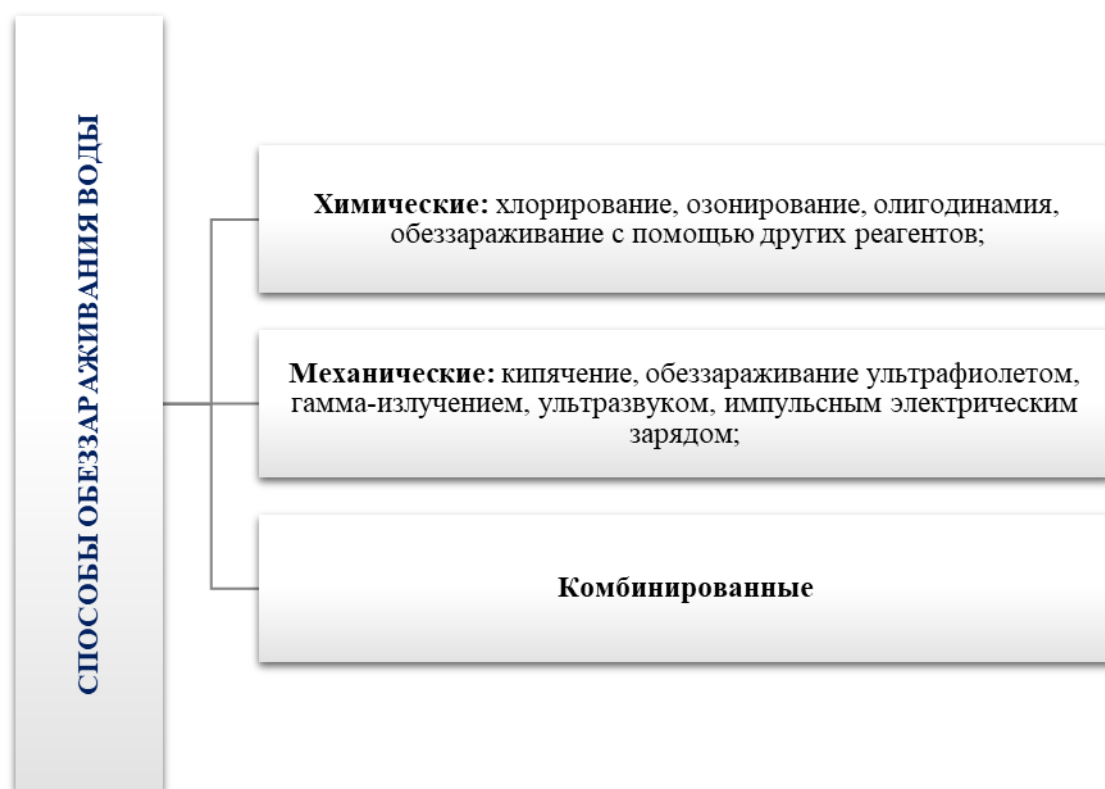 СПОСОБЫ ОБЕЗЗАРАЖИВАНИЯ ВОДЫ
Химические: хлорирование, озонирование, олигодинамия,
обеззараживание с помощью других реагентов;
Механические: кипячение, обеззараживание ультрафиолетом,
гамма-излучением, ультразвуком, импульсным электрическим
зарядом;
Комбинированные